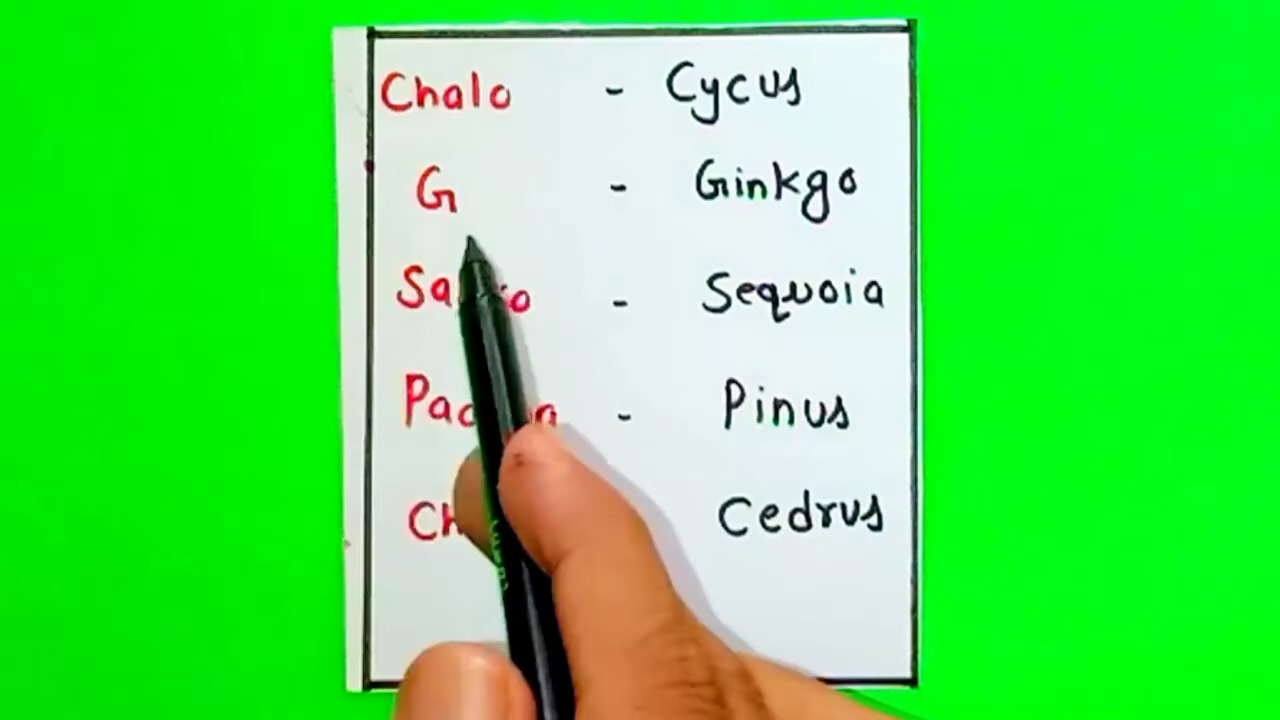 Chalo - Cycus
G - Ginkgo
- Sequoia
- Pinus
Cedrus